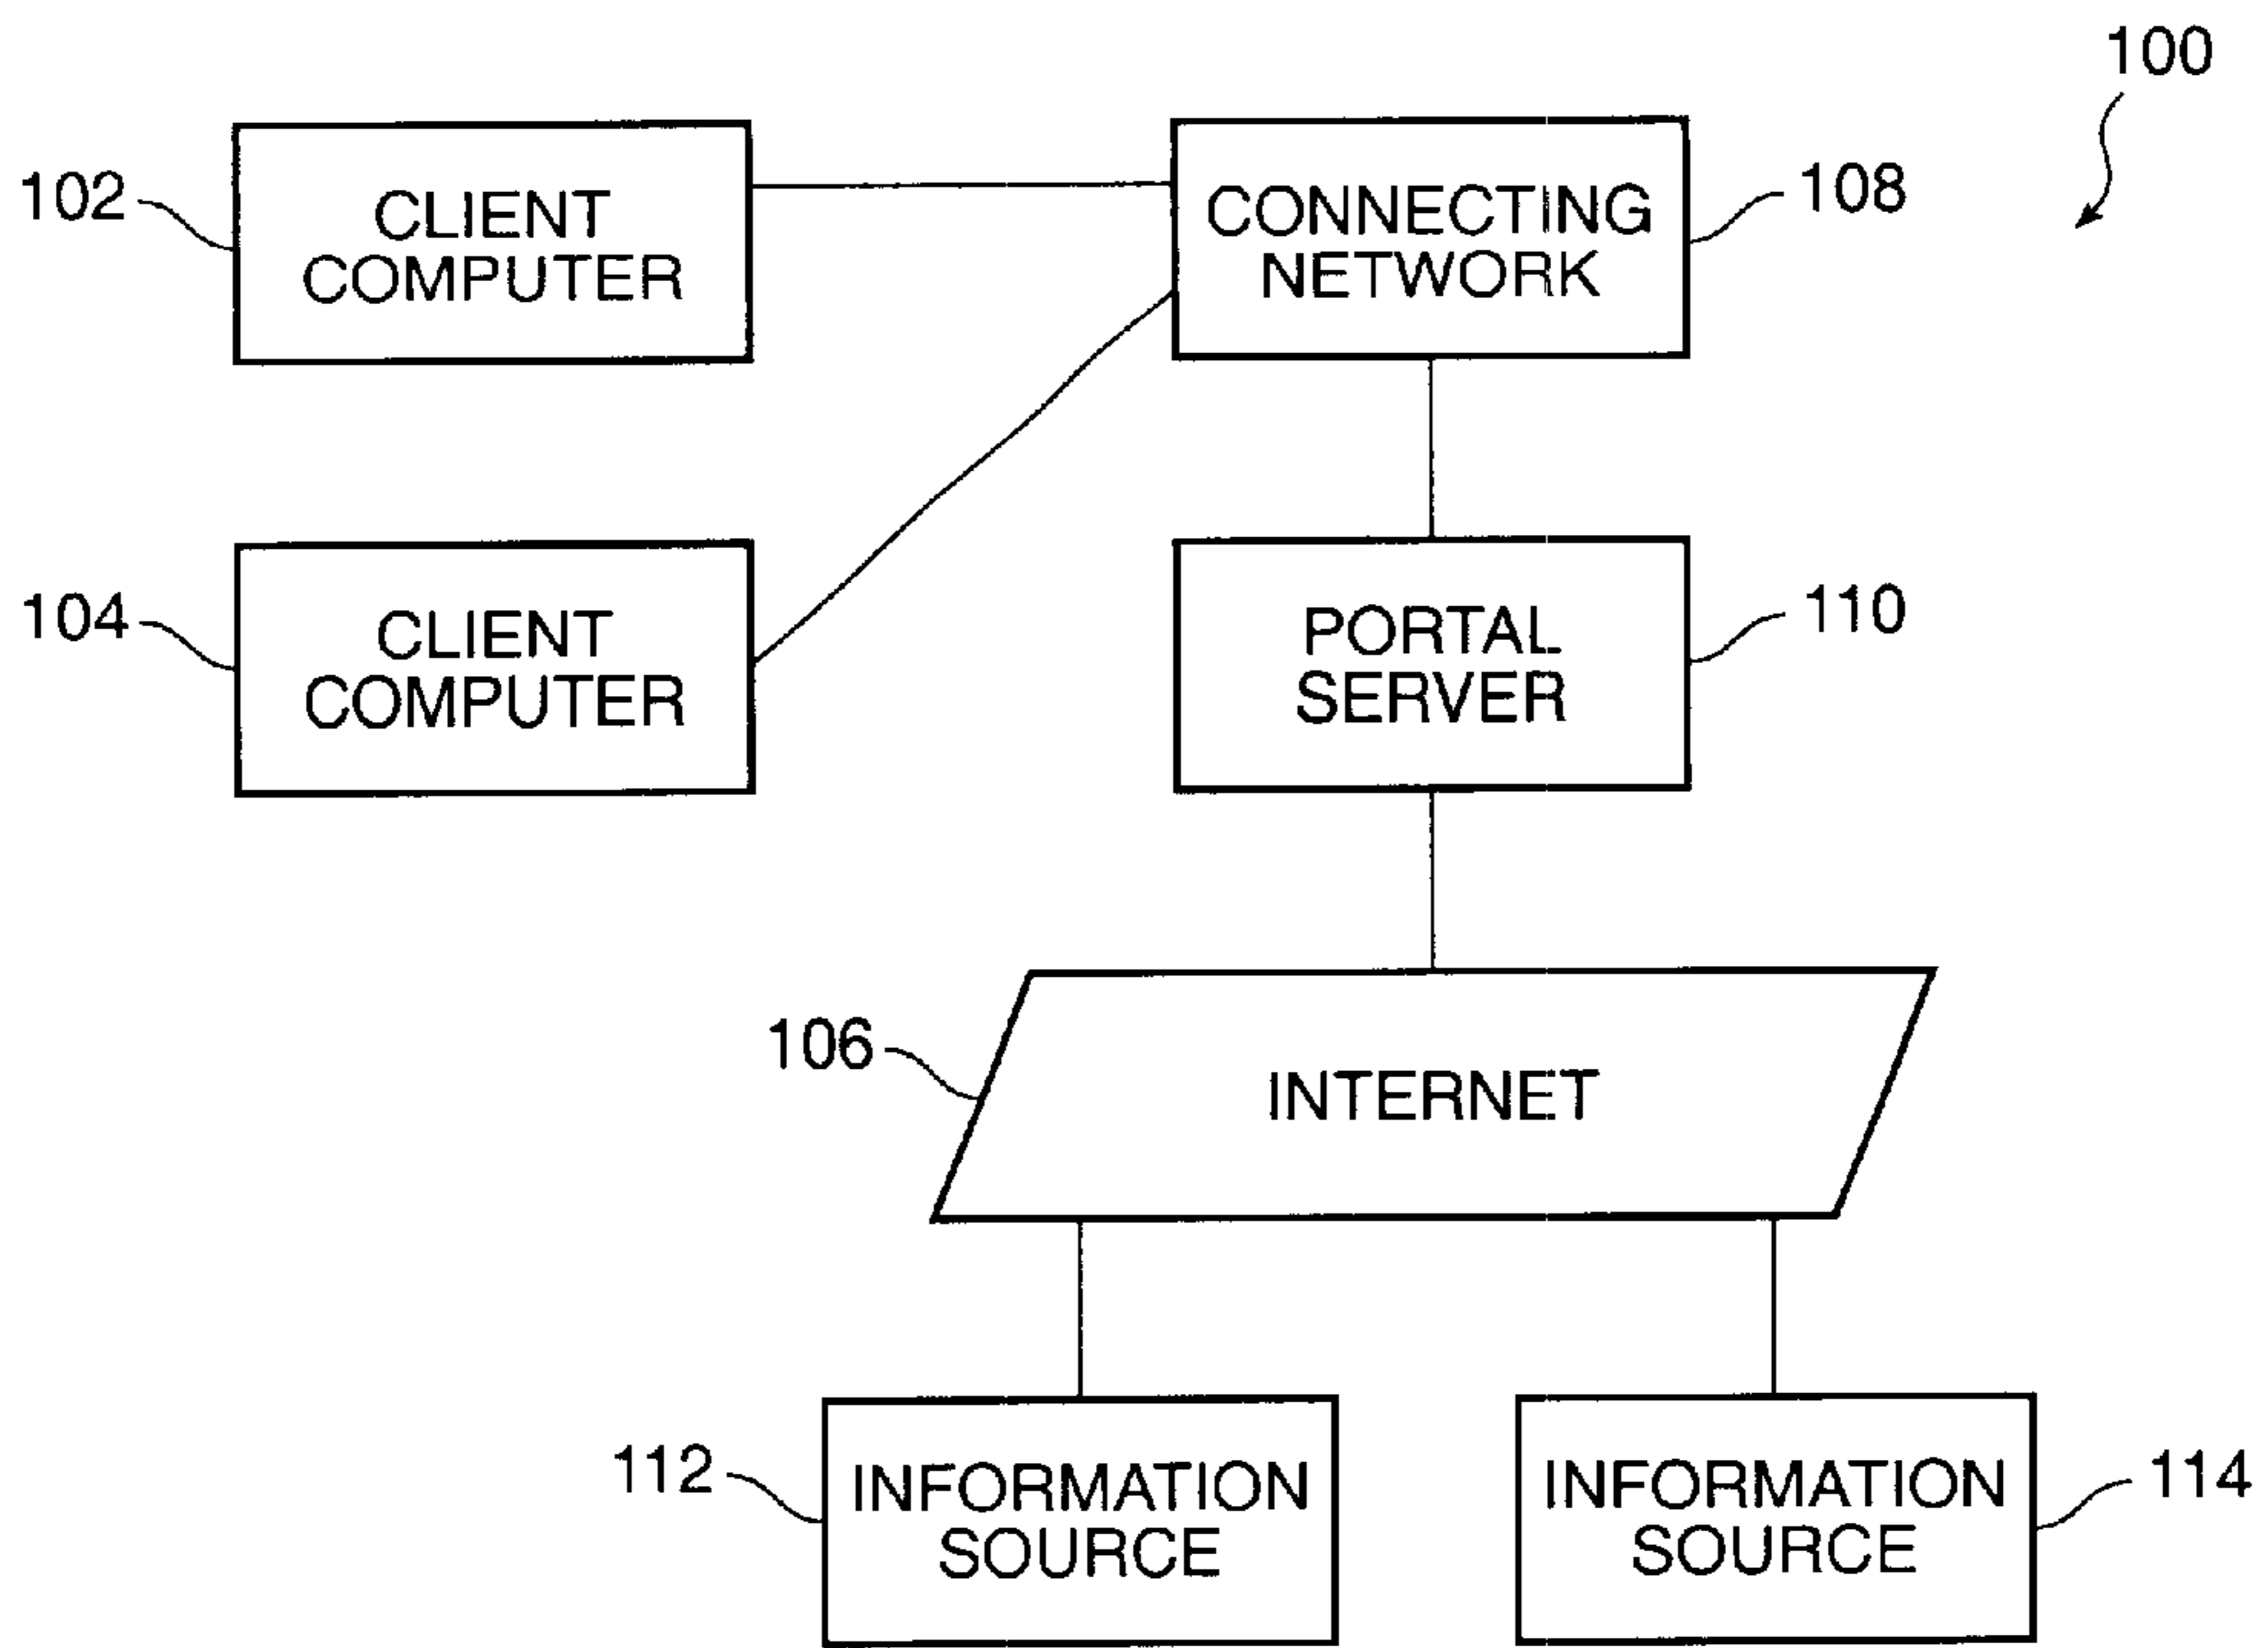 100
102
CLIENT
COMPUTER
CONNECTING
NETWORK
108
104
CLIENT
COMPUTER
PORTAL
SERVER
110
106
INTERNET
112
INFORMATION
SOURCE
INFORMATION
SOURCE
114